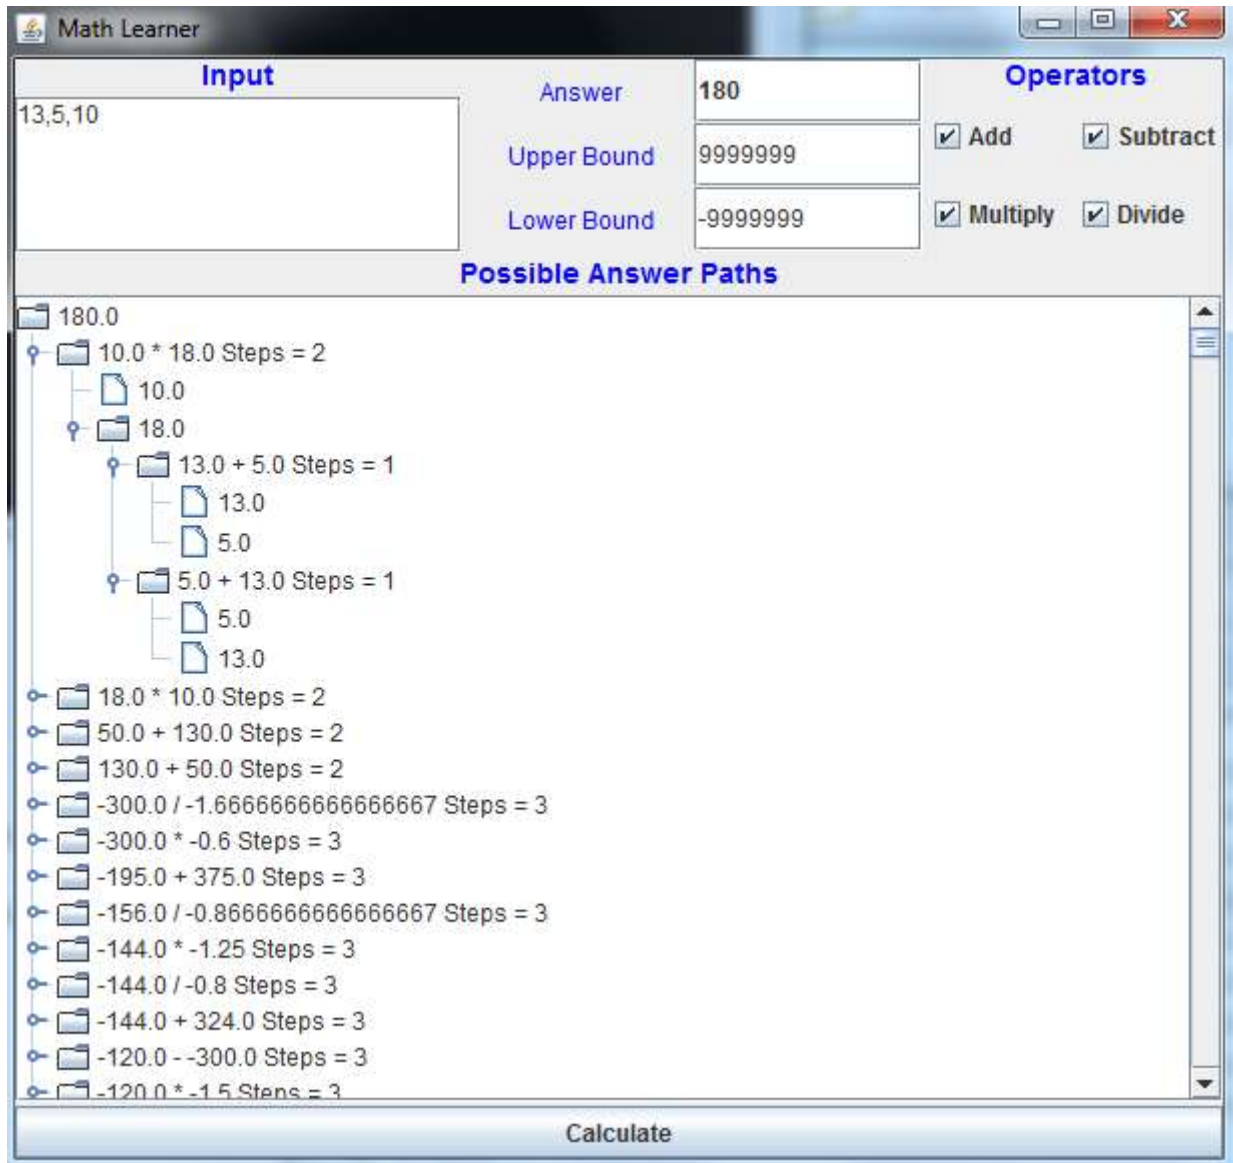 Math Learner
Input
Answer
180
Operators
13,5,10
Add
Subtract
Upper Bound
9999999
Lower Bound
-9999999
Multiply
Divide
Possible Answer Paths
180.0
10.0 * 18.0 Steps = 2
10.0
18.0
13.0 + 5.0 Steps = 1
13.0
5.0
5.0 + 13.0 Steps = 1
5.0
13.0
18.0 * 10.0 Steps = 2
50.0 + 130.0 Steps = 2
130.0 + 50.0 Steps = 2
-300.0 / -1.6666666666666667 Steps = 3
-300.0 * -0.6 Steps = 3
-195.0 + 375.0 Steps = 3
-156.0 / -0.8666666666666667 Steps = 3
-144.0 * -1.25 Steps = 3
-144.0 / -0.8 Steps = 3
-144.0 + 324.0 Steps = 3
-120.0 - -300.0 Steps = 3
-120.0 * -1.5 Steps = 3
Calculate